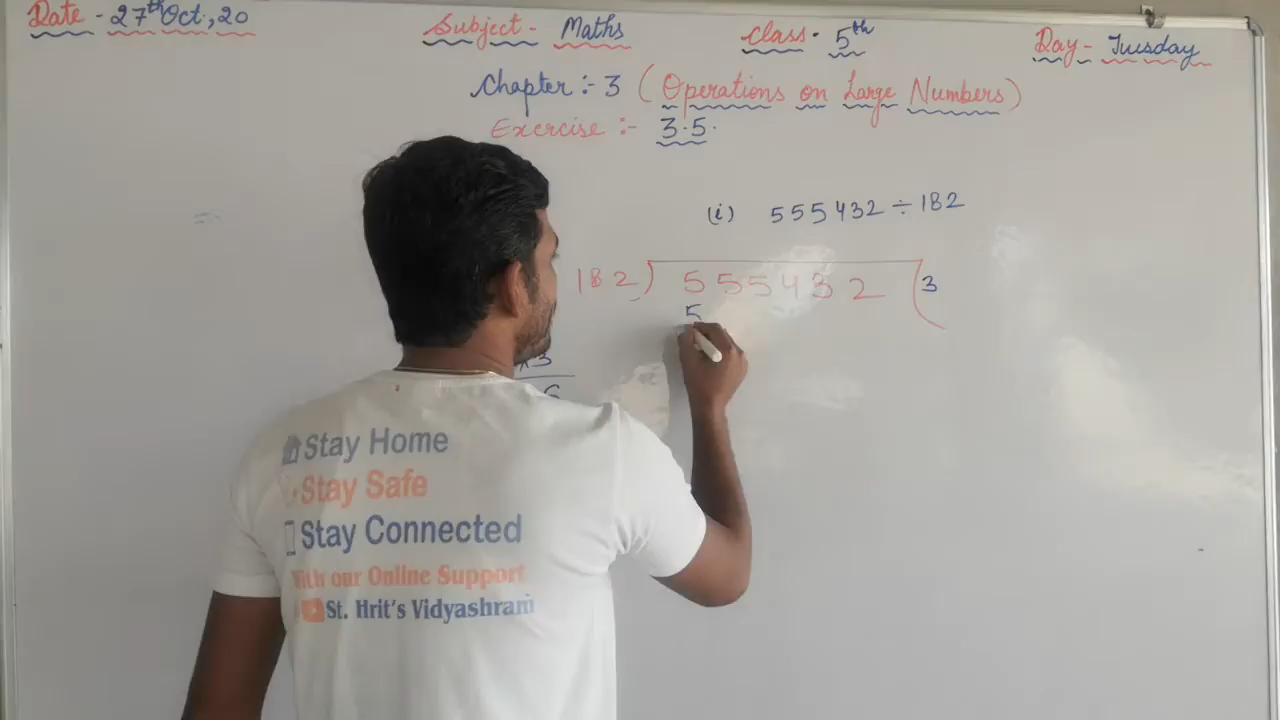 Date - 27th Oct, 20 Subject - Maths Class - 5th Day - Tuesday
Chapter :- 3 (Operations on Large Numbers)
Exercise :- 3.5.
(i) 555432 ÷ 182
182) 555432 (3
5
x3
6
Stay Home
Stay Safe
Stay Connected
With our Online Support
St. Hrit's Vidyashram